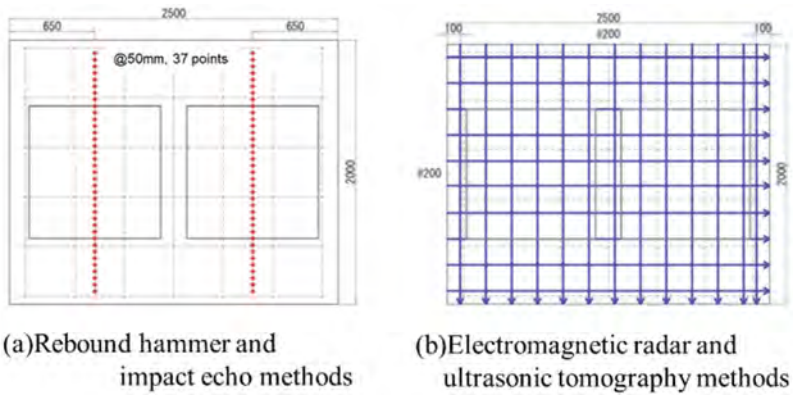 2500
650
650
@50mm, 37 points
2000
2500
100
#200
100
#200
2000
(a)Rebound hammer and
impact echo methods
(b)Electromagnetic radar and
ultrasonic tomography methods